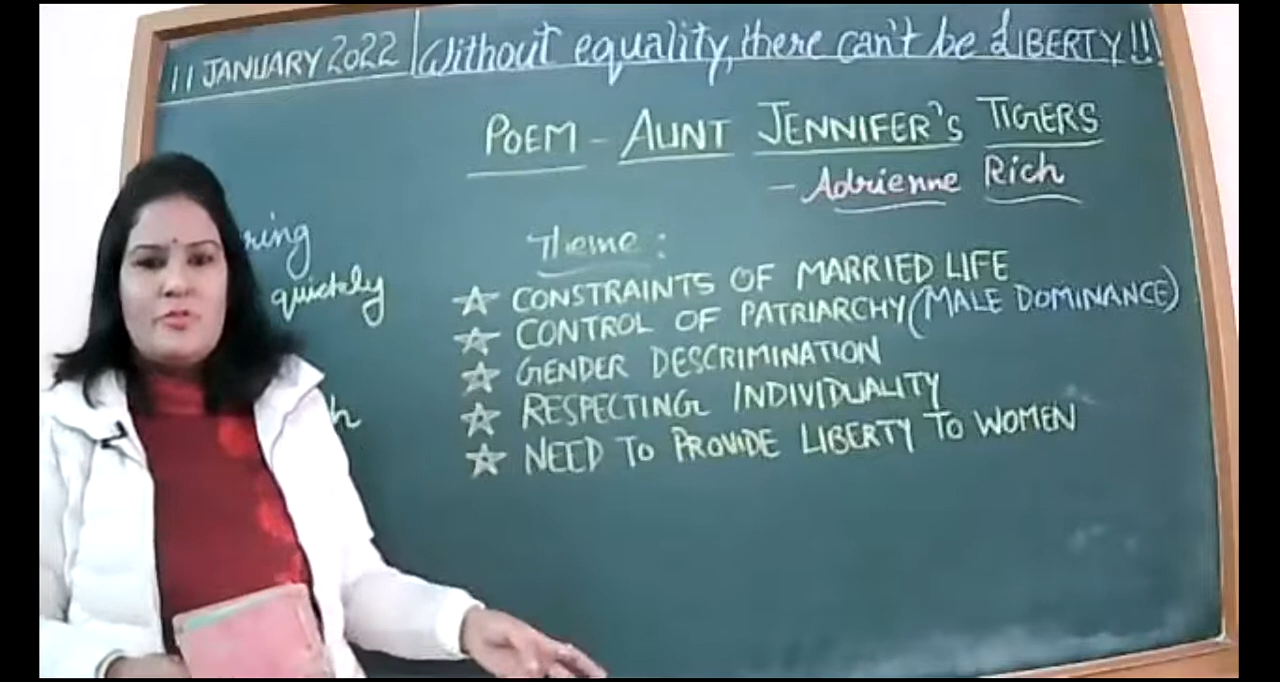 11 JANUARY 2022 | Without equality, there can't be LIBERTY!!!
POEM - AUNT JENNIFER'S TIGERS
- Adrienne Rich
Theme :
☆ CONSTRAINTS OF MARRIED LIFE
☆ CONTROL OF PATRIARCHY (MALE DOMINANCE)
☆ GENDER DESCRIMINATION
☆ RESPECTING INDIVIDUALITY
☆ NEED TO PROVIDE LIBERTY TO WOMEN
quickly